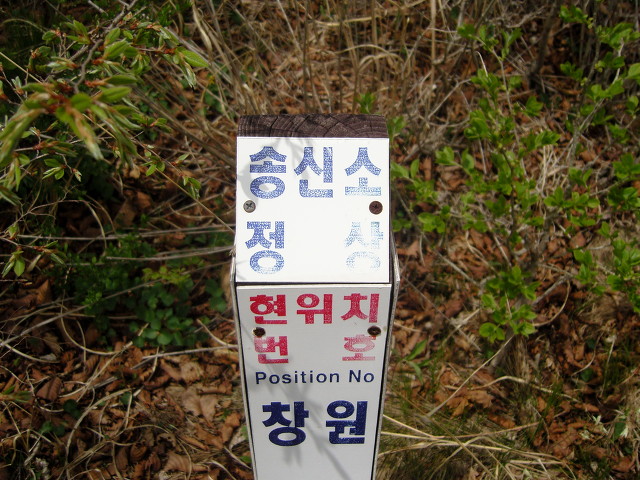 송신소
정 상
현위치
번 호
Position No
창원